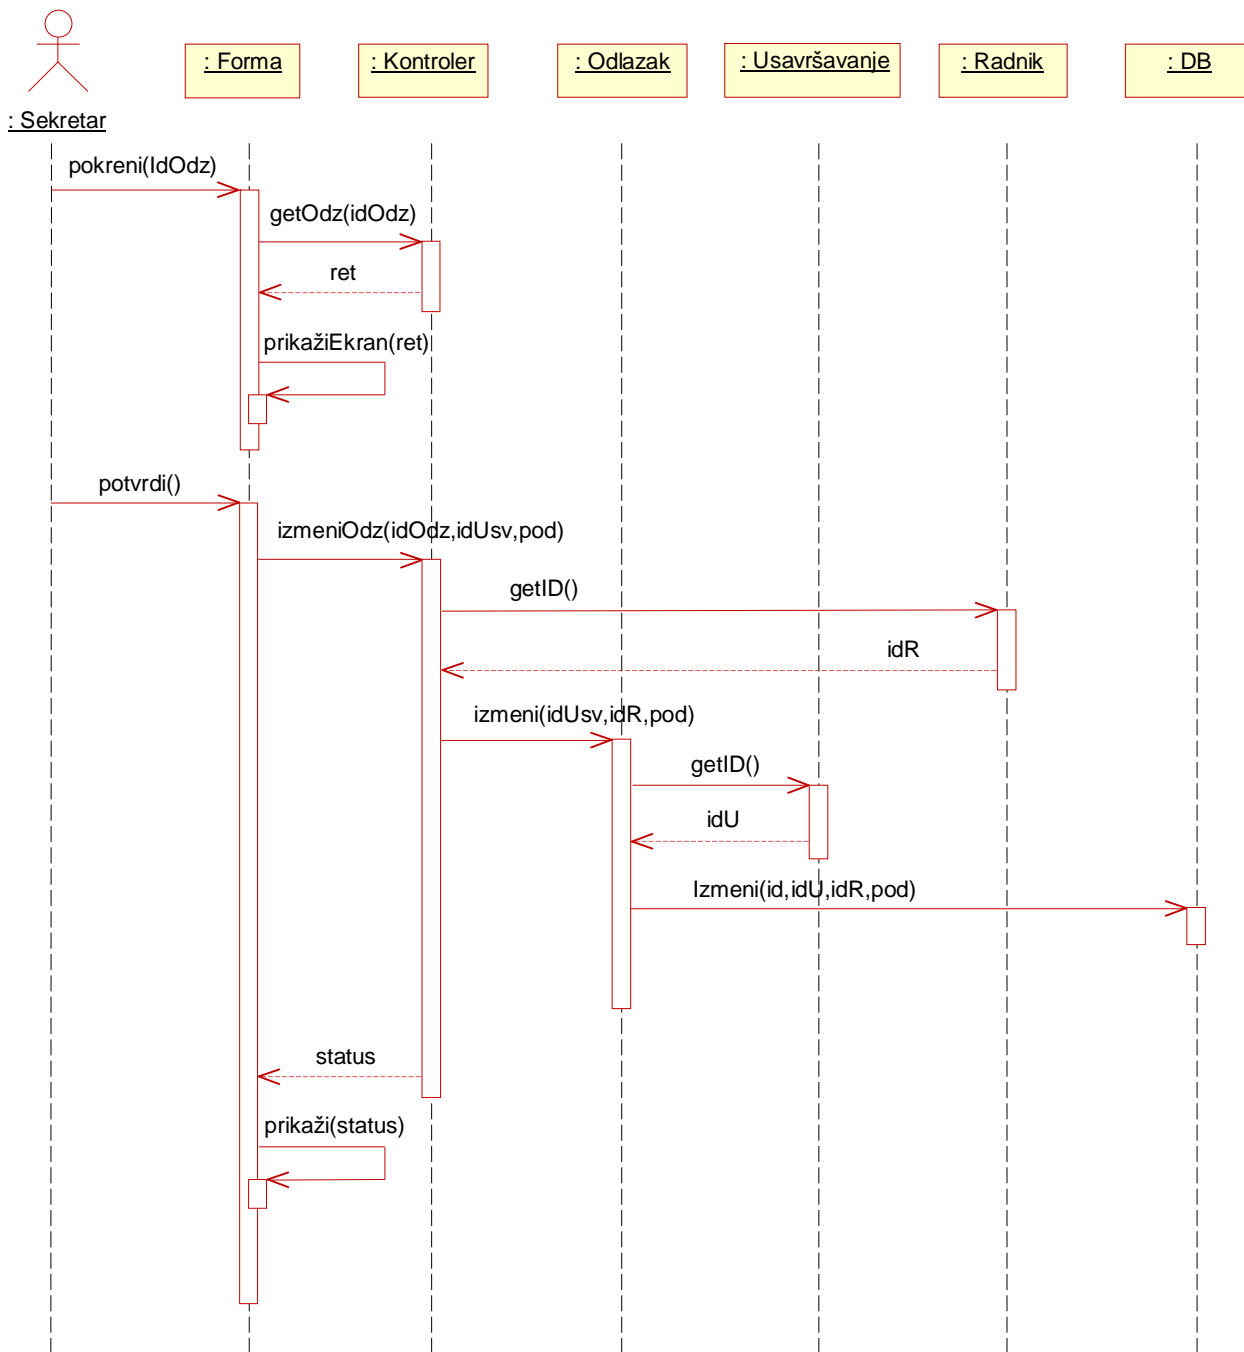 : Forma
: Kontroler
: Odlazak
: Usavršavanje
: Radnik
: DB
: Sekretar
pokreni(IdOdz)
getOdz(idOdz)
ret
prikažiEkran(ret)
potvrdi()
izmeniOdz(idOdz,idUsv,pod)
getID()
idR
izmeni(idUsv,idR,pod)
getID()
idU
Izmeni(id,idU,idR,pod)
status
prikaži(status)